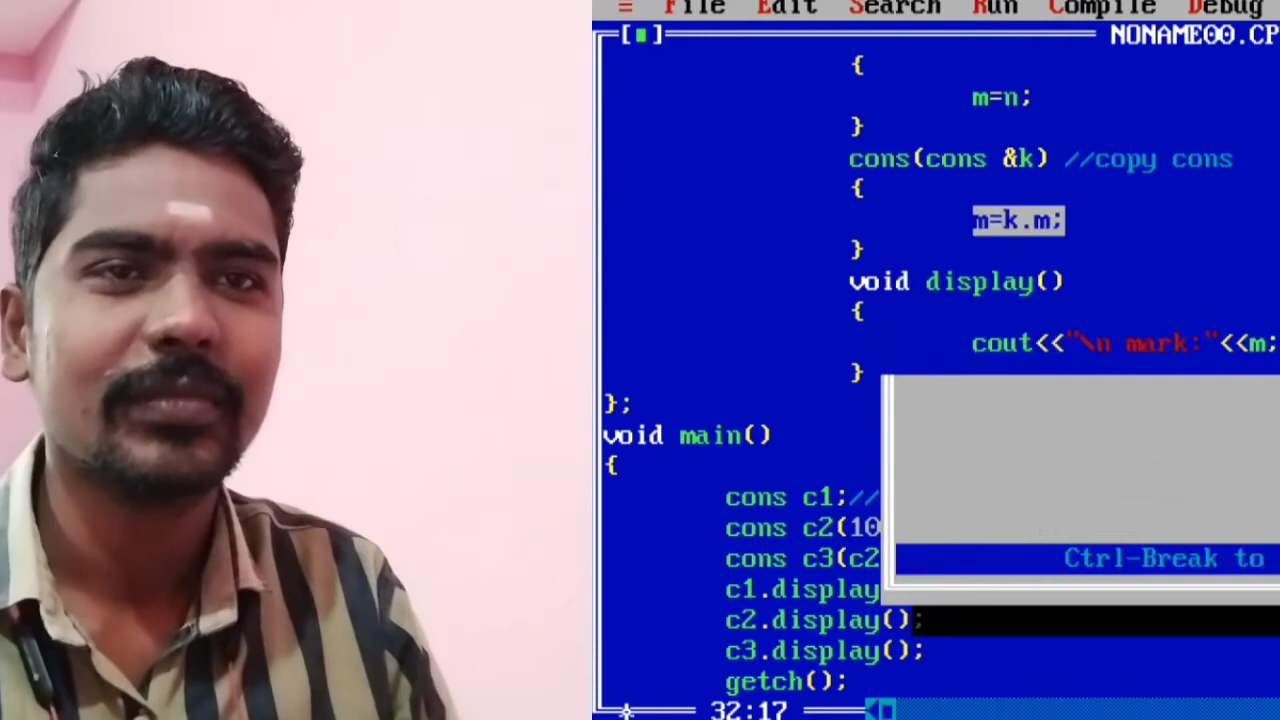 ≡ File Edit Search Run Compile Debug
[■] NONAME00.CP
{
m=n;
}
cons(cons &k) //copy cons
{
m=k.m;
}
void display()
{
cout<<"\n mark:"<<m;
}
};
void main()
{
cons c1;//
cons c2(10
cons c3(c2
c1.display
c2.display();
c3.display();
getch();
32:17
Ctrl-Break to